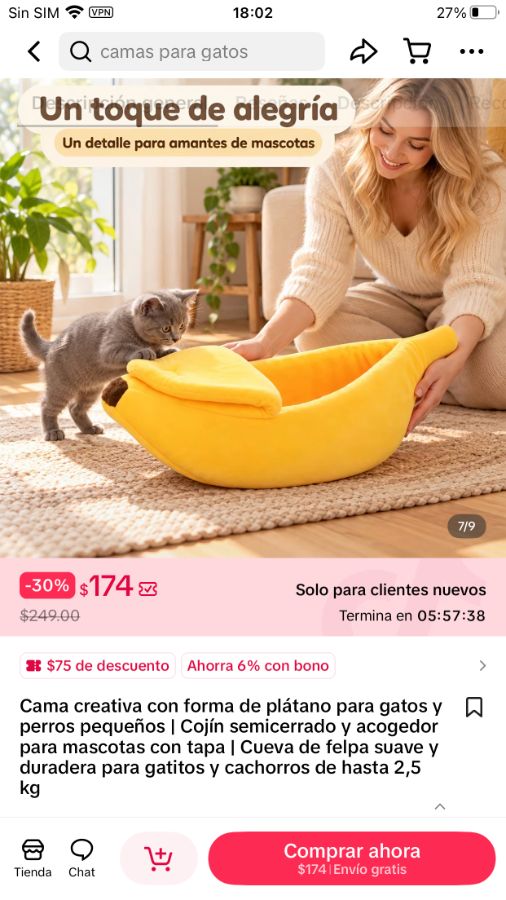 Sin SIM VPN 18:02 27%
camas para gatos
Un toque de alegría
Un detalle para amantes de mascotas
7/9
-30% $174 Solo para clientes nuevos
$249.00 Termina en 05:57:38
$75 de descuento Ahorra 6% con bono
Cama creativa con forma de plátano para gatos y
perros pequeños | Cojín semicerrado y acogedor
para mascotas con tapa | Cueva de felpa suave y
duradera para gatitos y cachorros de hasta 2,5
kg
Tienda Chat Comprar ahora
$174 | Envío gratis